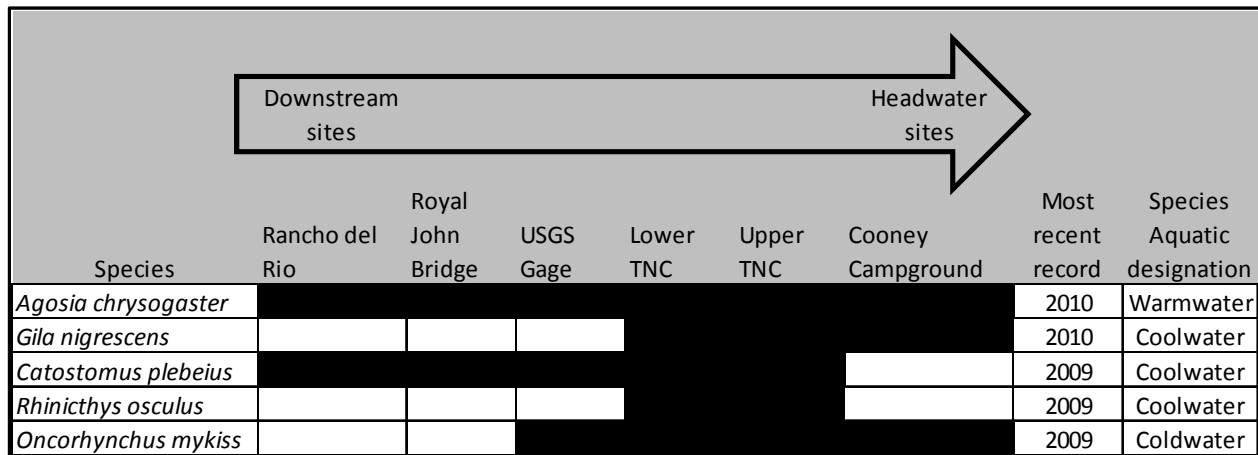 Downstream sites
Headwater sites
Species
Rancho del Rio
Royal John Bridge
USGS Gage
Lower TNC
Upper TNC
Cooney Campground
Most recent record
Species Aquatic designation
Agosia chrysogaster 2010 Warmwater
Gila nigrescens 2010 Coolwater
Catostomus plebeius 2009 Coolwater
Rhinicthys osculus 2009 Coolwater
Oncorhynchus mykiss 2009 Coldwater